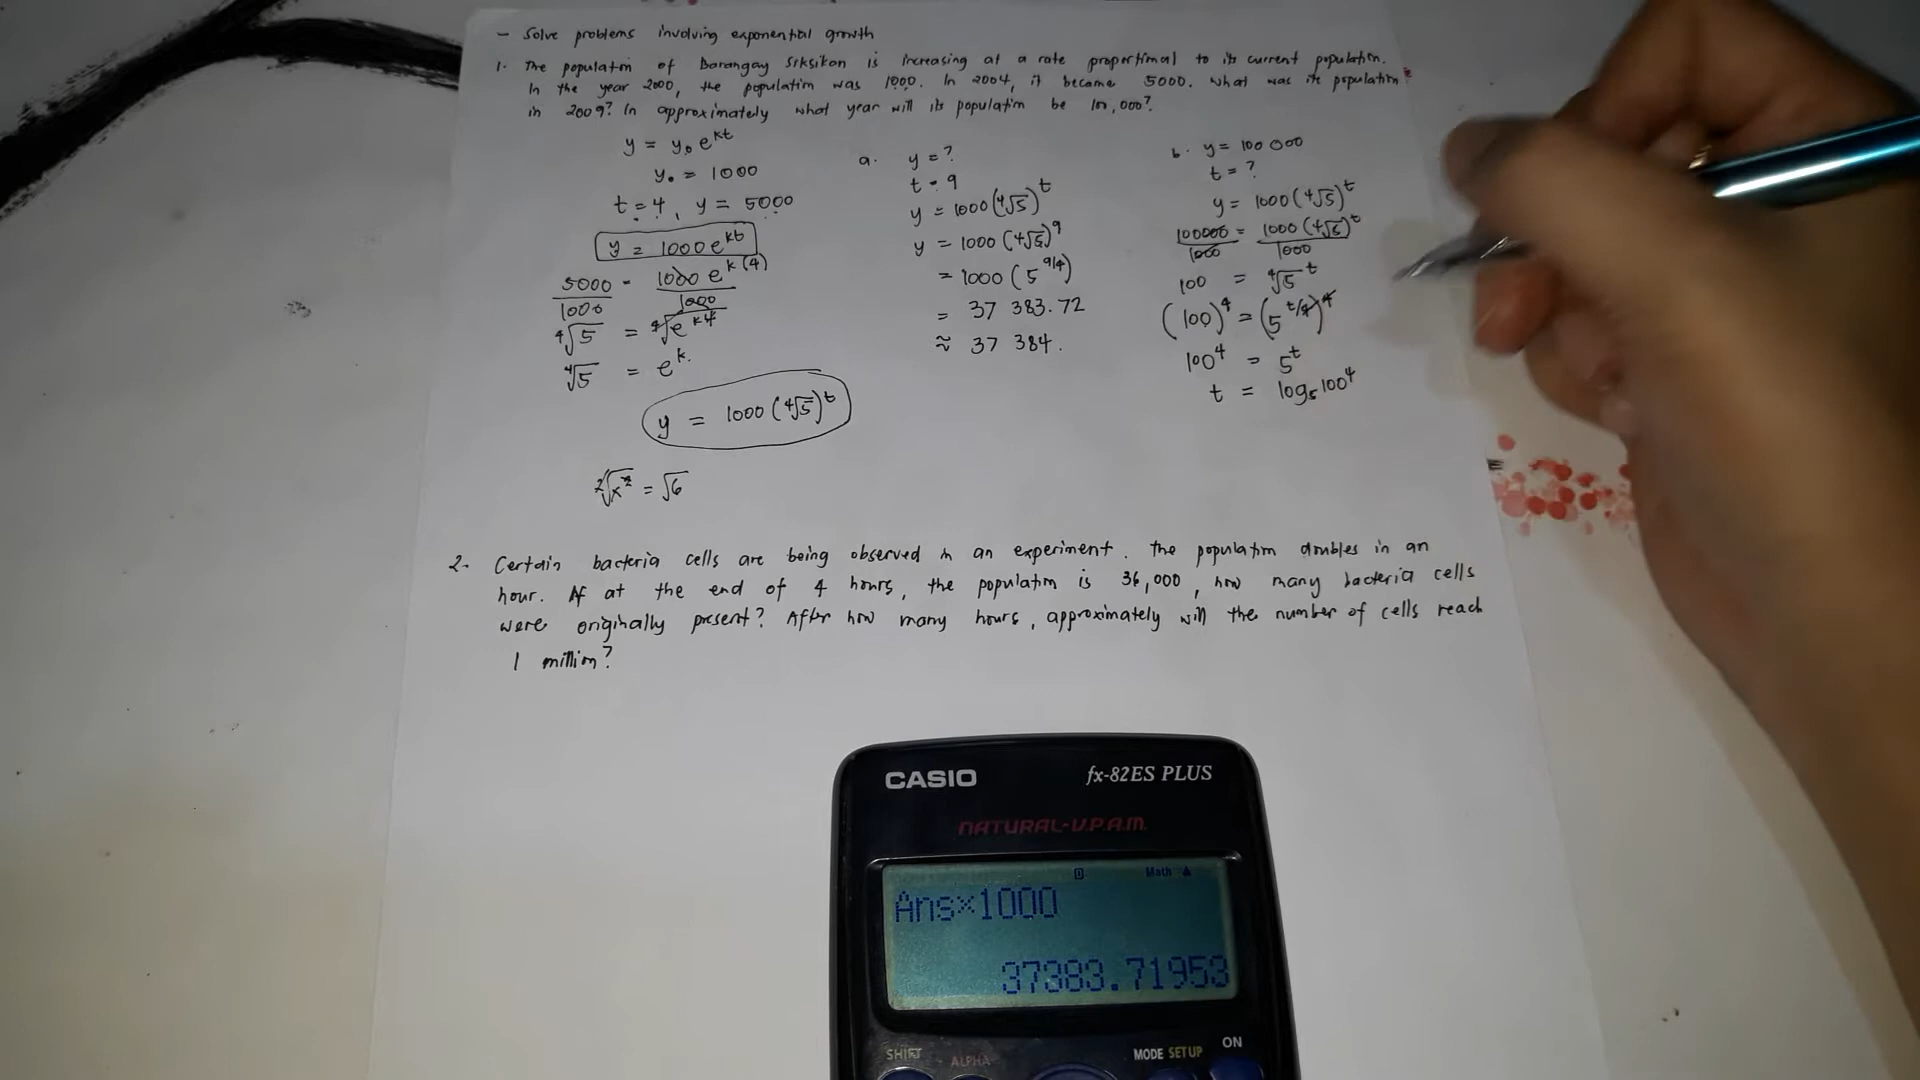 - Solve problems involving exponential growth
1. The population of Barangay Siksikan is increasing at a rate proportional to its current population.
In the year 2000, the population was 1000. In 2004, it became 5000. What was its population
in 2009? In approximately what year will its population be 100,000?
y = y₀ e^kt
y₀ = 1000
t = 4, y = 5000
y = 1000 e^kt
5000/1000 = 1000 e^k(4)/1000
⁴√5 = ⁴√e^k4
⁴√5 = e^k.
y = 1000 (⁴√5)^t
²√x² = √6
a. y = ?
t = 9
y = 1000 (⁴√5)^t
y = 1000 (⁴√5)^9
= 1000 (5^9/4)
= 37 383.72
≈ 37 384.
b. y = 100 000
t = ?
y = 1000 (⁴√5)^t
100000/1000 = 1000 (⁴√5)^t/1000
100 = ⁴√5^t
(100)^4 = (5^t/4)^4
100^4 = 5^t
t = log₅100^4
2. Certain bacteria cells are being observed in an experiment. The population doubles in an
hour. If at the end of 4 hours, the population is 36,000, how many bacteria cells
were originally present? After how many hours, approximately will the number of cells reach
1 million?
CASIO fx-82ES PLUS
NATURAL-V.P.A.M.
D Math ▲
Ans×1000
37383.71953
SHIFT ALPHA MODE SETUP ON